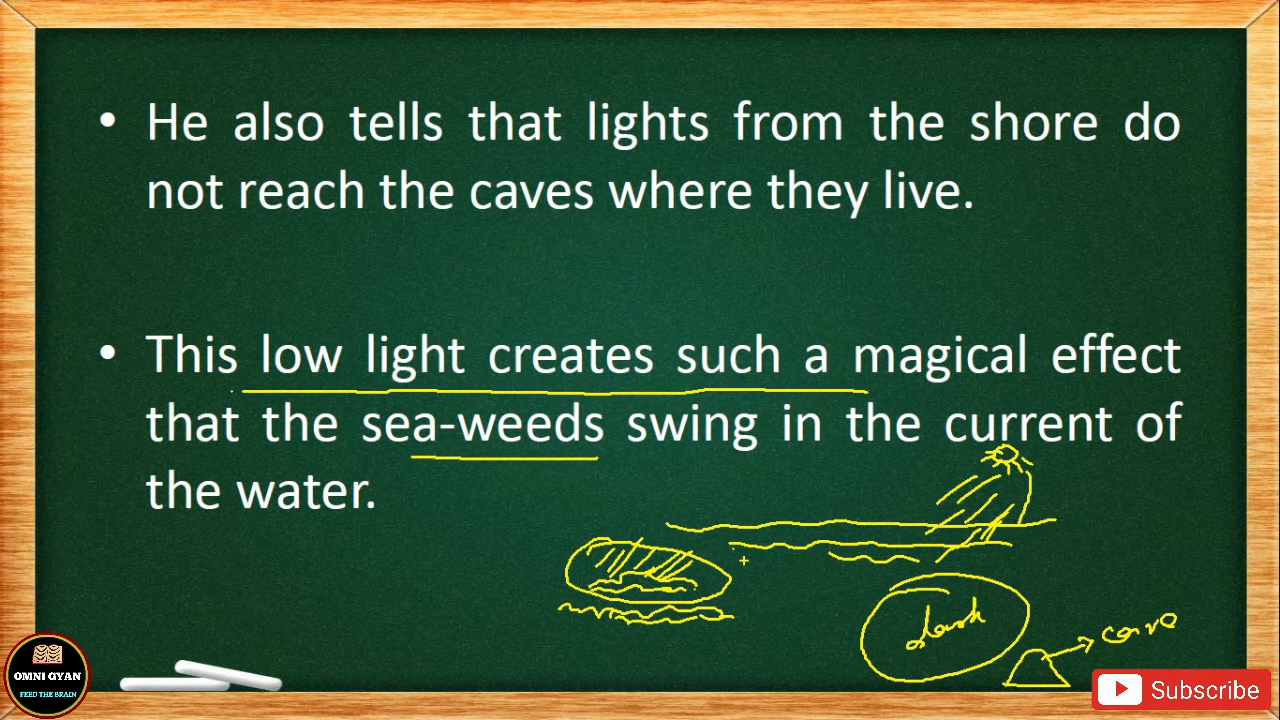 • He also tells that lights from the shore do
not reach the caves where they live.
• This low light creates such a magical effect
that the sea-weeds swing in the current of
the water.
dark
cave
OMNI GYAN
FEED THE BRAIN
Subscribe